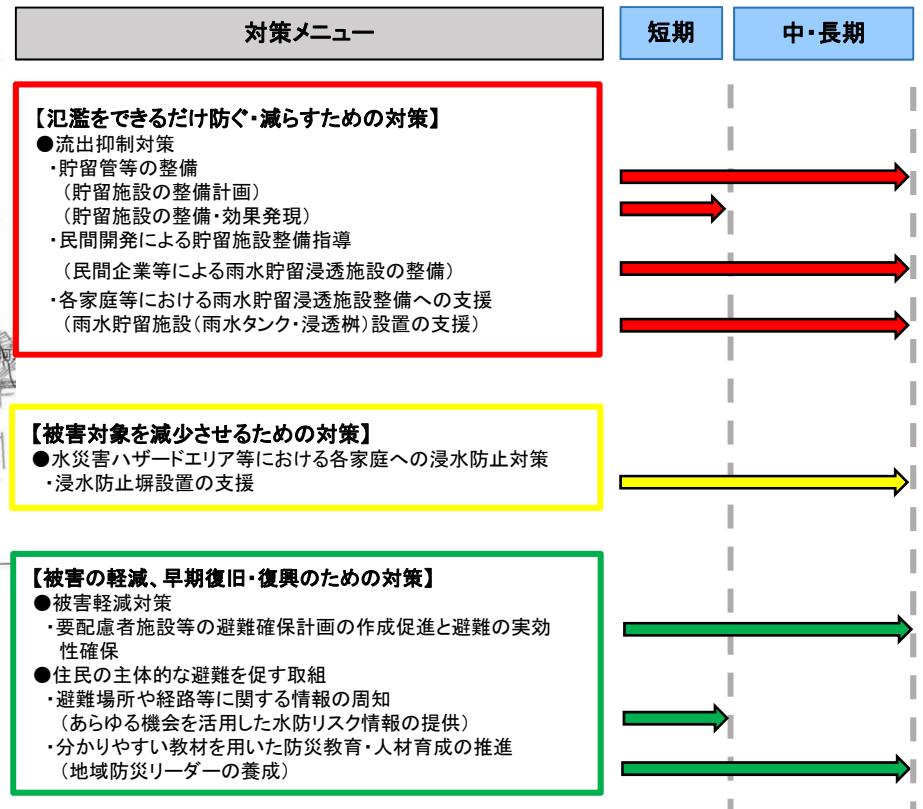 対策メニュー 短期 中・長期
【氾濫をできるだけ防ぐ・減らすための対策】
●流出抑制対策
・貯留管等の整備
（貯留施設の整備計画）
（貯留施設の整備・効果発現）
・民間開発による貯留施設整備指導
（民間企業等による雨水貯留浸透施設の整備）
・各家庭等における雨水貯留浸透施設整備への支援
（雨水貯留施設（雨水タンク・浸透桝）設置の支援）
【被害対象を減少させるための対策】
●水災害ハザードエリア等における各家庭への浸水防止対策
・浸水防止塀設置の支援
【被害の軽減、早期復旧・復興のための対策】
●被害軽減対策
・要配慮者施設等の避難確保計画の作成促進と避難の実効
性確保
●住民の主体的な避難を促す取組
・避難場所や経路等に関する情報の周知
（あらゆる機会を活用した水防リスク情報の提供）
・分かりやすい教材を用いた防災教育・人材育成の推進
（地域防災リーダーの養成）